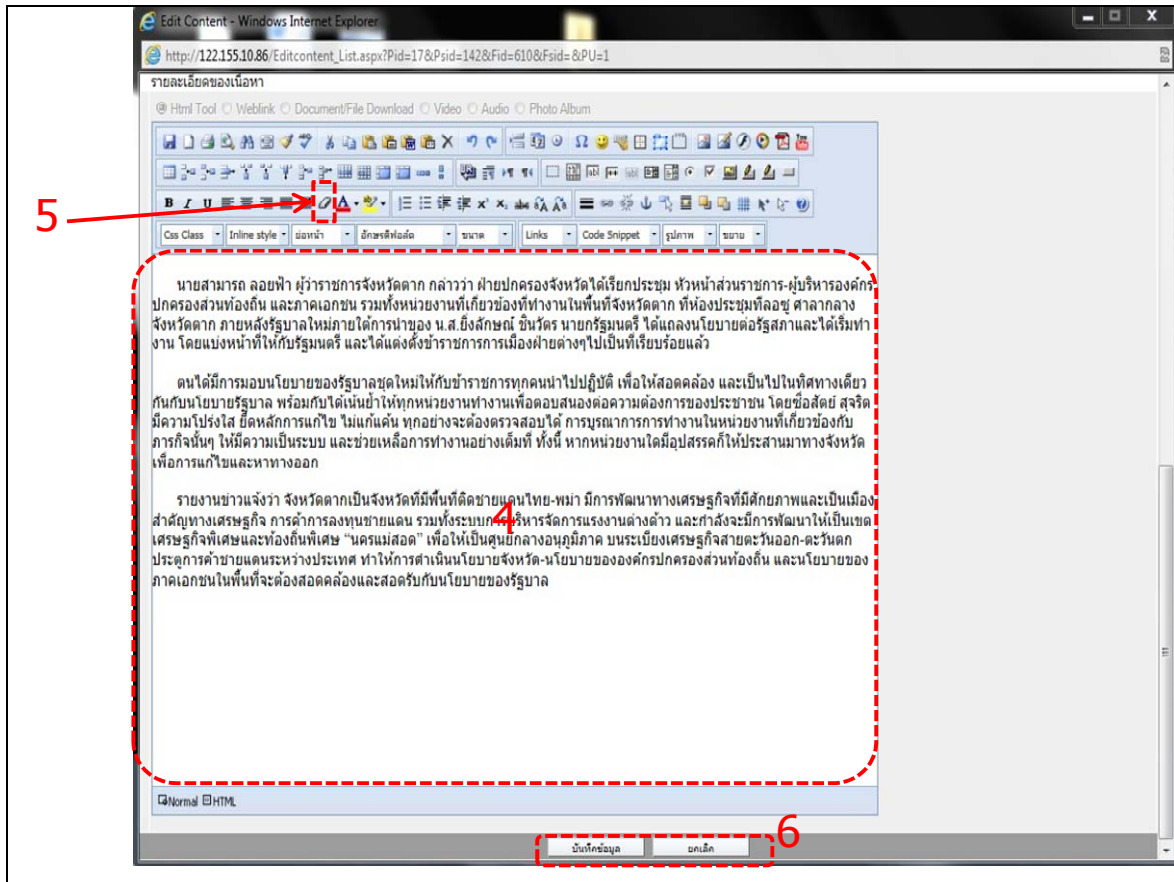 Edit Content - Windows Internet Explorer
http://122.155.10.86/Editcontent_List.aspx?Pid=17&Psid=142&Fid=610&Fsid=&PU=1
รายละเอียดของเนื้อหา
Html Tool Weblink Document/File Download Video Audio Photo Album
5
Css Class Inline style ย่อหน้า อักษรดีฟอล์ต ขนาด Links Code Snippet รูปภาพ ขยาย
นายสามารถ ลอยฟ้า ผู้ว่าราชการจังหวัดตาก กล่าวว่า ฝ่ายปกครองจังหวัดได้เรียกประชุม หัวหน้าส่วนราชการ-ผู้บริหารองค์กร
ปกครองส่วนท้องถิ่น และภาคเอกชน รวมทั้งหน่วยงานที่เกี่ยวข้องที่ทำงานในพื้นที่จังหวัดตาก ที่ห้องประชุมทีลอซู ศาลากลาง
จังหวัดตาก ภายหลังรัฐบาลใหม่ภายใต้การนำของ น.ส.ยิ่งลักษณ์ ชินวัตร นายกรัฐมนตรี ได้แถลงนโยบายต่อรัฐสภาและได้เริ่มทำ
งาน โดยแบ่งหน้าที่ให้กับรัฐมนตรี และได้แต่งตั้งข้าราชการการเมืองฝ่ายต่างๆไปเป็นที่เรียบร้อยแล้ว
ตนได้มีการมอบนโยบายของรัฐบาลชุดใหม่ให้กับข้าราชการทุกคนนำไปปฏิบัติ เพื่อให้สอดคล้อง และเป็นไปในทิศทางเดียว
กันกับนโยบายรัฐบาล พร้อมกับได้เน้นย้ำให้ทุกหน่วยงานทำงานเพื่อตอบสนองต่อความต้องการของประชาชน โดยซื่อสัตย์ สุจริต
มีความโปร่งใส ยึดหลักการแก้ไข ไม่แก้แค้น ทุกอย่างจะต้องตรวจสอบได้ การบูรณาการการทำงานในหน่วยงานที่เกี่ยวข้องกับ
ภารกิจนั้นๆ ให้มีความเป็นระบบ และช่วยเหลือการทำงานอย่างเต็มที่ ทั้งนี้ หากหน่วยงานใดมีอุปสรรคก็ให้ประสานมาทางจังหวัด
เพื่อการแก้ไขและหาทางออก
รายงานข่าวแจ้งว่า จังหวัดตากเป็นจังหวัดที่มีพื้นที่ติดชายแดนไทย-พม่า มีการพัฒนาทางเศรษฐกิจที่มีศักยภาพและเป็นเมือง
สำคัญทางเศรษฐกิจ การค้าการลงทุนชายแดน รวมทั้งระบบการบริหารจัดการแรงงานต่างด้าว และกำลังจะมีการพัฒนาให้เป็นเขต
4
เศรษฐกิจพิเศษและท้องถิ่นพิเศษ “นครแม่สอด” เพื่อให้เป็นศูนย์กลางอนุภูมิภาค บนระเบียงเศรษฐกิจสายตะวันออก-ตะวันตก
ประตูการค้าชายแดนระหว่างประเทศ ทำให้การดำเนินนโยบายจังหวัด-นโยบายขององค์กรปกครองส่วนท้องถิ่น และนโยบายของ
ภาคเอกชนในพื้นที่จะต้องสอดคล้องและสอดรับกับนโยบายของรัฐบาล
Normal HTML
6
บันทึกข้อมูล ยกเลิก